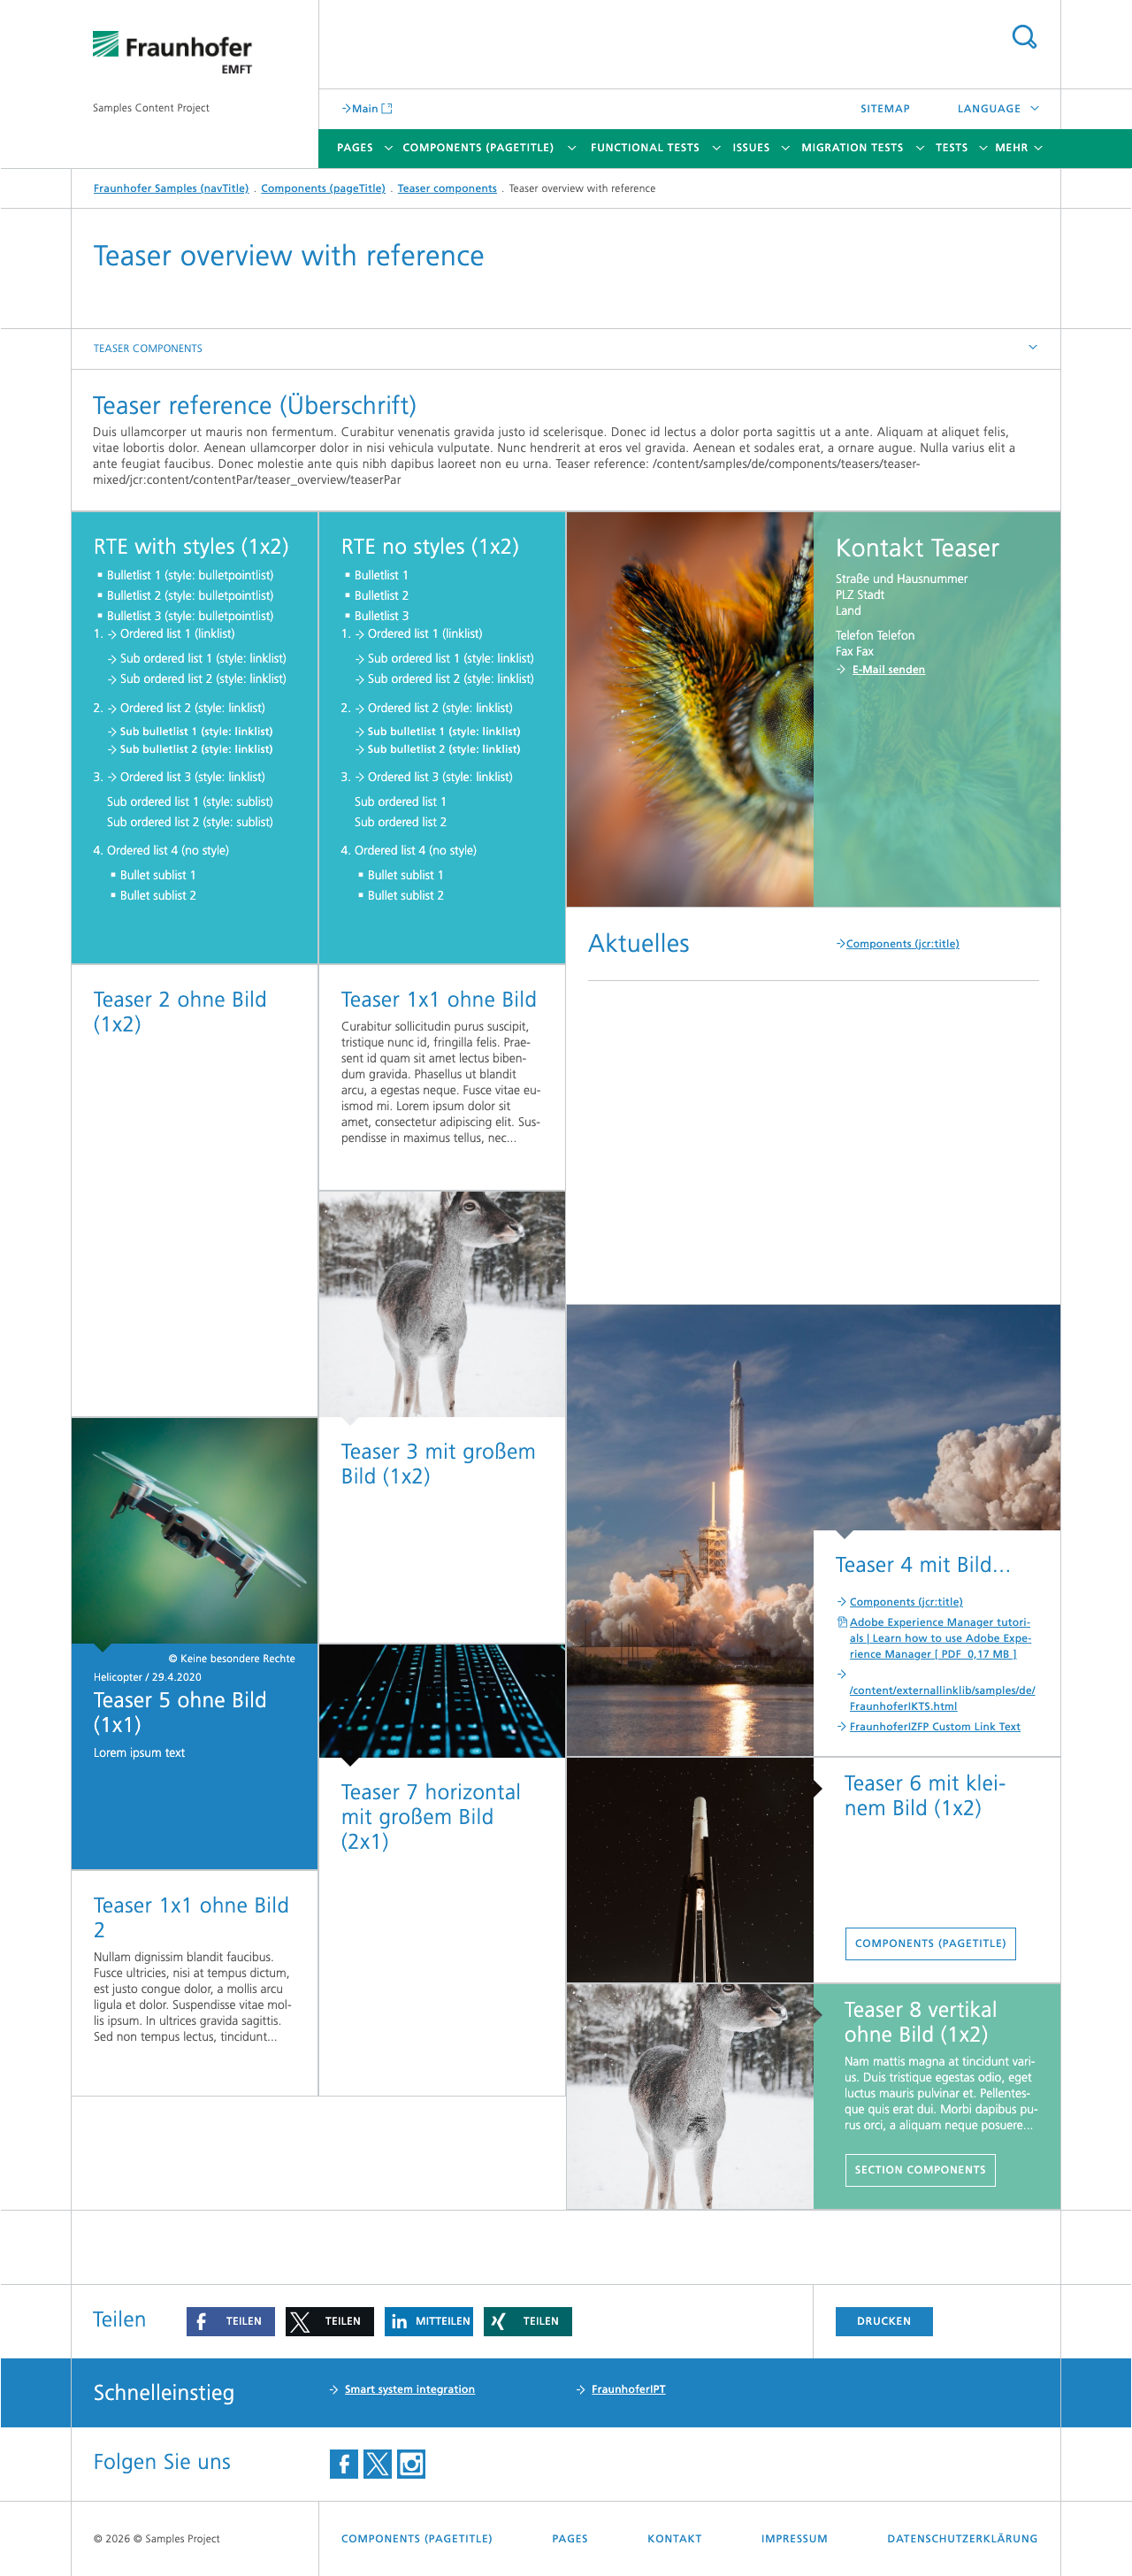 Fraunhofer
EMFT
Samples Content Project
Main
SITEMAP
LANGUAGE
PAGES
COMPONENTS (PAGETITLE)
FUNCTIONAL TESTS
ISSUES
MIGRATION TESTS
TESTS
MEHR
Fraunhofer Samples (navTitle) . Components (pageTitle) . Teaser components . Teaser overview with reference
Teaser overview with reference
TEASER COMPONENTS
Teaser reference (Überschrift)
Duis ullamcorper ut mauris non fermentum. Curabitur venenatis gravida justo id scelerisque. Donec id lectus a dolor porta sagittis ut a ante. Aliquam at aliquet felis,
vitae lobortis dolor. Aenean ullamcorper dolor in nisi vehicula vulputate. Nunc hendrerit at eros vel gravida. Aenean et sodales erat, a ornare augue. Nulla varius elit a
ante feugiat faucibus. Donec molestie ante quis nibh dapibus laoreet non eu urna. Teaser reference: /content/samples/de/components/teasers/teaser-
mixed/jcr:content/contentPar/teaser_overview/teaserPar
RTE with styles (1x2)
Bulletlist 1 (style: bulletpointlist)
Bulletlist 2 (style: bulletpointlist)
Bulletlist 3 (style: bulletpointlist)
1. Ordered list 1 (linklist)
Sub ordered list 1 (style: linklist)
Sub ordered list 2 (style: linklist)
2. Ordered list 2 (style: linklist)
Sub bulletlist 1 (style: linklist)
Sub bulletlist 2 (style: linklist)
3. Ordered list 3 (style: linklist)
Sub ordered list 1 (style: sublist)
Sub ordered list 2 (style: sublist)
4. Ordered list 4 (no style)
Bullet sublist 1
Bullet sublist 2
RTE no styles (1x2)
Bulletlist 1
Bulletlist 2
Bulletlist 3
1. Ordered list 1 (linklist)
Sub ordered list 1 (style: linklist)
Sub ordered list 2 (style: linklist)
2. Ordered list 2 (style: linklist)
Sub bulletlist 1 (style: linklist)
Sub bulletlist 2 (style: linklist)
3. Ordered list 3 (style: linklist)
Sub ordered list 1
Sub ordered list 2
4. Ordered list 4 (no style)
Bullet sublist 1
Bullet sublist 2
Kontakt Teaser
Straße und Hausnummer
PLZ Stadt
Land
Telefon Telefon
Fax Fax
E-Mail senden
Aktuelles
Components (jcr:title)
Teaser 2 ohne Bild
(1x2)
Teaser 1x1 ohne Bild
Curabitur sollicitudin purus suscipit,
tristique nunc id, fringilla felis. Prae-
sent id quam sit amet lectus biben-
dum gravida. Phasellus ut blandit
arcu, a egestas neque. Fusce vitae eu-
ismod mi. Lorem ipsum dolor sit
amet, consectetur adipiscing elit. Sus-
pendisse in maximus tellus, nec...
Teaser 3 mit großem
Bild (1x2)
Teaser 4 mit Bild...
Components (jcr:title)
Adobe Experience Manager tutori-
als | Learn how to use Adobe Expe-
rience Manager [ PDF 0,17 MB ]
/content/externallinklib/samples/de/
FraunhoferIKTS.html
FraunhoferIZFP Custom Link Text
© Keine besondere Rechte
Helicopter / 29.4.2020
Teaser 5 ohne Bild
(1x1)
Lorem ipsum text
Teaser 7 horizontal
mit großem Bild
(2x1)
Teaser 6 mit klei-
nem Bild (1x2)
COMPONENTS (PAGETITLE)
Teaser 1x1 ohne Bild
2
Nullam dignissim blandit faucibus.
Fusce ultricies, nisi at tempus dictum,
est justo congue dolor, a mollis arcu
ligula et dolor. Suspendisse vitae mol-
lis ipsum. In ultrices gravida sagittis.
Sed non tempus lectus, tincidunt...
Teaser 8 vertikal
ohne Bild (1x2)
Nam mattis magna at tincidunt vari-
us. Duis tristique egestas odio, eget
luctus mauris pulvinar et. Pellentes-
que quis erat dui. Morbi dapibus pu-
rus orci, a aliquam neque posuere...
SECTION COMPONENTS
Teilen
TEILEN
TEILEN
MITTEILEN
TEILEN
DRUCKEN
Schnelleinstieg
Smart system integration
FraunhoferIPT
Folgen Sie uns
© 2026 © Samples Project
COMPONENTS (PAGETITLE)
PAGES
KONTAKT
IMPRESSUM
DATENSCHUTZERKLÄRUNG